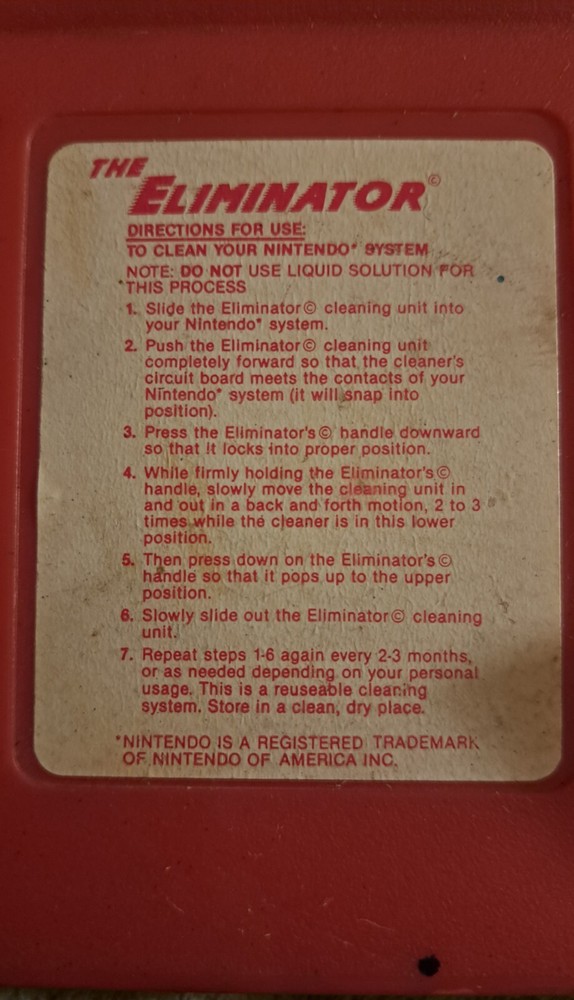 THE
ELIMINATOR©
DIRECTIONS FOR USE:
TO CLEAN YOUR NINTENDO* SYSTEM
NOTE: DO NOT USE LIQUID SOLUTION FOR
THIS PROCESS
1. Slide the Eliminator© cleaning unit into
your Nintendo* system.
2. Push the Eliminator© cleaning unit
completely forward so that the cleaner's
circuit board meets the contacts of your
Nintendo* system (it will snap into
position).
3. Press the Eliminator's© handle downward
so that it locks into proper position.
4. While firmly holding the Eliminator's©
handle, slowly move the cleaning unit in
and out in a back and forth motion, 2 to 3
times while the cleaner is in this lower
position.
5. Then press down on the Eliminator's©
handle so that it pops up to the upper
position.
6. Slowly slide out the Eliminator© cleaning
unit.
7. Repeat steps 1-6 again every 2-3 months,
or as needed depending on your personal
usage. This is a reuseable cleaning
system. Store in a clean, dry place.
*NINTENDO IS A REGISTERED TRADEMARK
OF NINTENDO OF AMERICA INC.